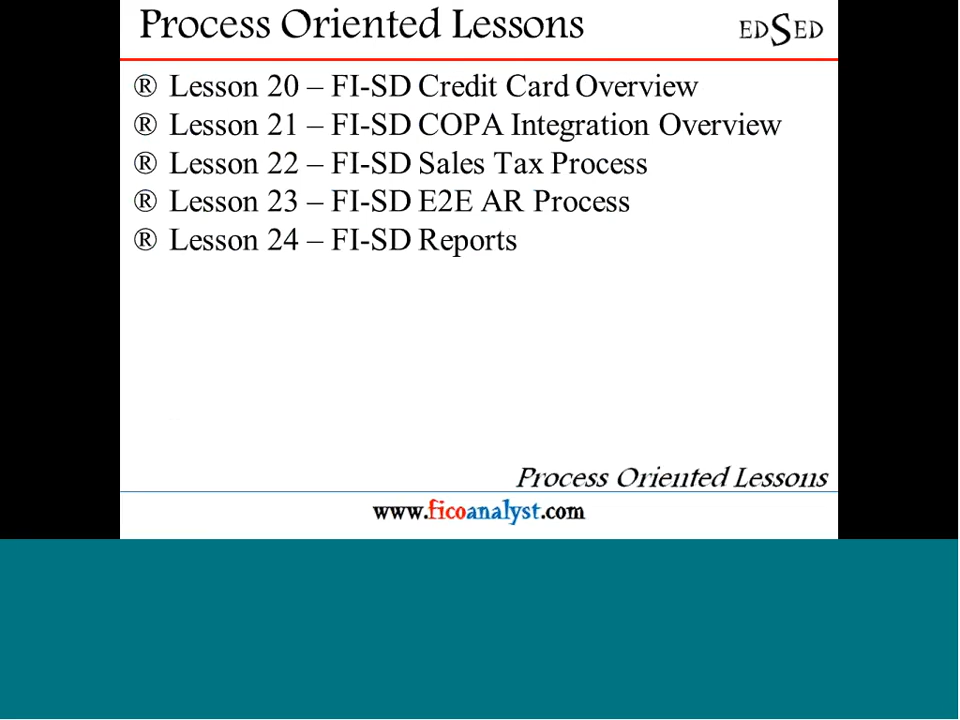 Process Oriented Lessons
EDSED
® Lesson 20 – FI-SD Credit Card Overview
® Lesson 21 – FI-SD COPA Integration Overview
® Lesson 22 – FI-SD Sales Tax Process
® Lesson 23 – FI-SD E2E AR Process
® Lesson 24 – FI-SD Reports
Process Oriented Lessons
www.ficoanalyst.com